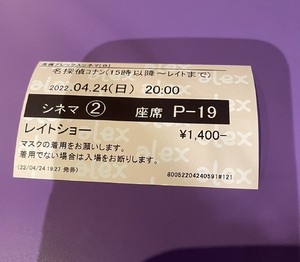 名探偵コナン(15時以降~レイトまで)
2022.04.24(日) 20:00
シネマ ② 座席 P-19
レイトショー ¥1,400-
マスクの着用をお願いします。
着用でない場合は入場をお断りします。
(22/04/24 19:27 発券) 80052204240591#121